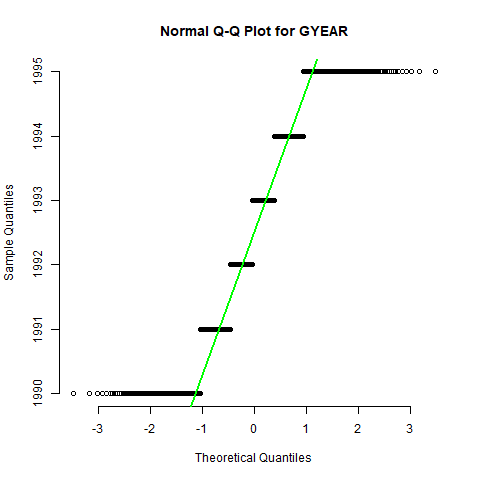 Normal Q-Q Plot for GYEAR
Sample Quantiles
1995
1994
1993
1992
1991
1990
-3 -2 -1 0 1 2 3
Theoretical Quantiles